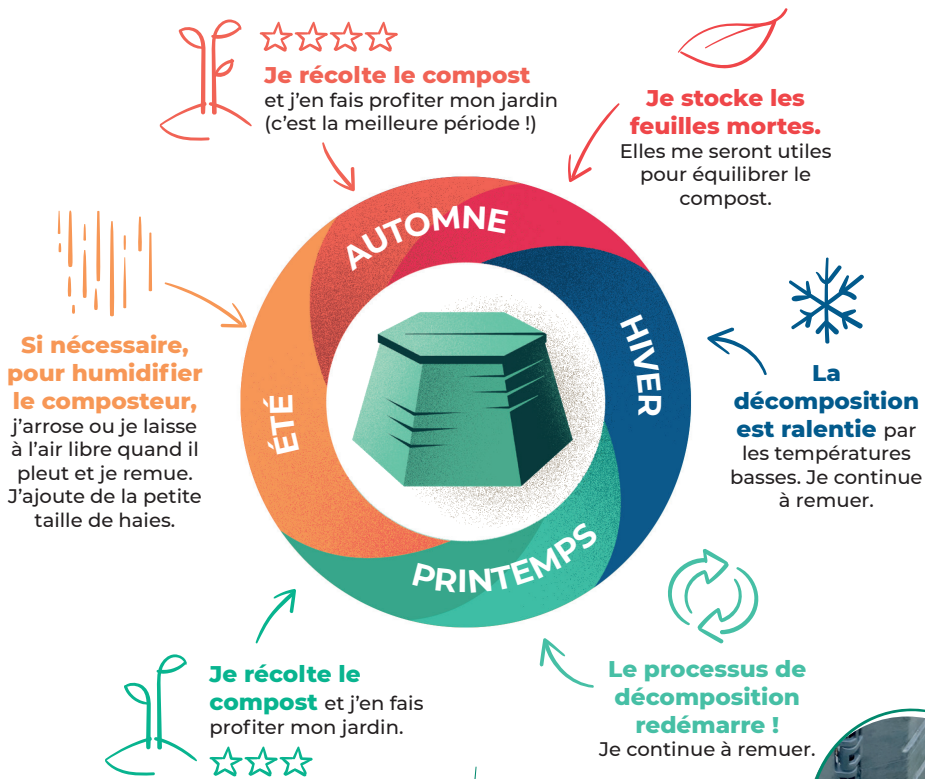 Je récolte le compost
et j'en fais profiter mon jardin
(c'est la meilleure période !)
Je stocke les
feuilles mortes.
Elles me seront utiles
pour équilibrer le
compost.
AUTOMNE
HIVER
La
décomposition
est ralentie par
les températures
basses. Je continue
à remuer.
Si nécessaire,
pour humidifier
le composteur,
j'arrose ou je laisse
à l'air libre quand il
pleut et je remue.
J'ajoute de la petite
taille de haies.
ÉTÉ
PRINTEMPS
Le processus de
décomposition
redémarre !
Je continue à remuer.
Je récolte le
compost et j'en fais
profiter mon jardin.